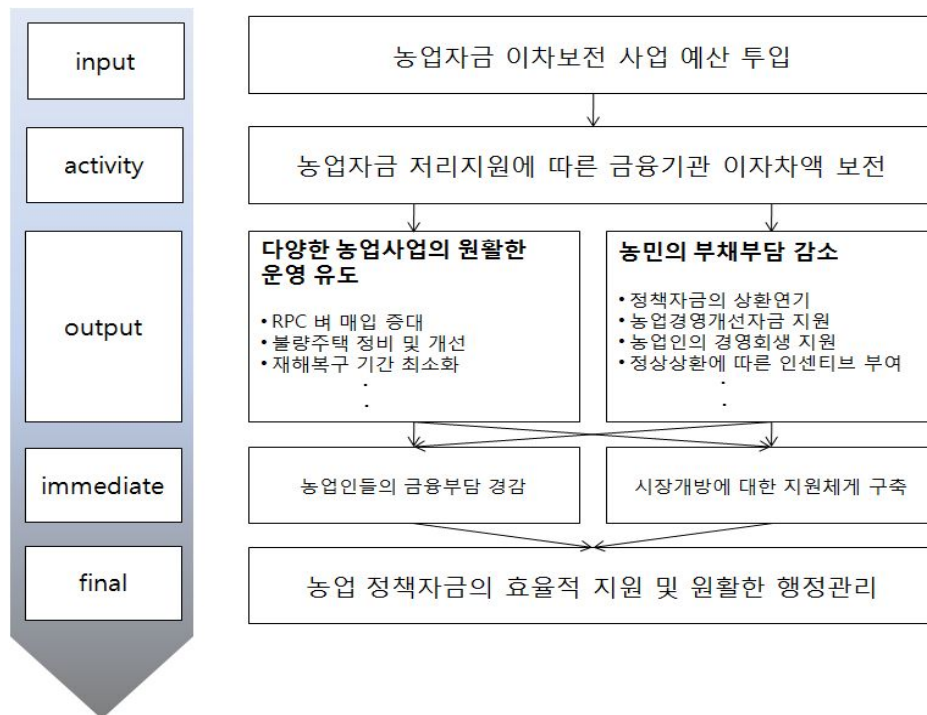 input
농업자금 이차보전 사업 예산 투입
activity
농업자금 저리지원에 따른 금융기관 이자차액 보전
output
다양한 농업사업의 원활한
운영 유도
• RPC 벼 매입 증대
• 불량주택 정비 및 개선
• 재해복구 기간 최소화
.
.
농민의 부채부담 감소
• 정책자금의 상환연기
• 농업경영개선자금 지원
• 농업인의 경영회생 지원
• 정상상환에 따른 인센티브 부여
.
.
immediate
농업인들의 금융부담 경감
시장개방에 대한 지원체게 구축
final
농업 정책자금의 효율적 지원 및 원활한 행정관리